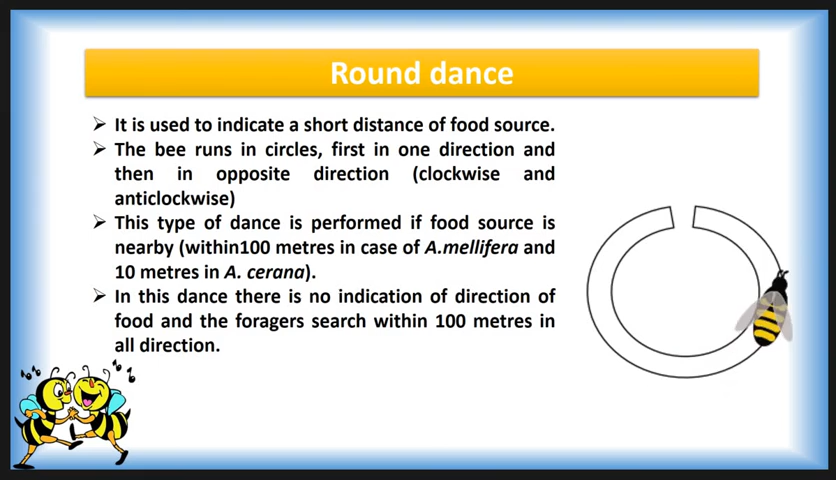 Round dance
➢ It is used to indicate a short distance of food source.
➢ The bee runs in circles, first in one direction and
then in opposite direction (clockwise and
anticlockwise)
➢ This type of dance is performed if food source is
nearby (within100 metres in case of A.mellifera and
10 metres in A. cerana).
➢ In this dance there is no indication of direction of
food and the foragers search within 100 metres in
all direction.